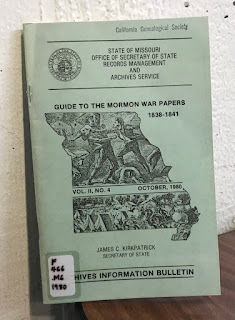 California Genealogical Society
STATE OF MISSOURI
OFFICE OF SECRETARY OF STATE
RECORDS MANAGEMENT
AND
ARCHIVES SERVICE
GUIDE TO THE MORMON WAR PAPERS
1838-1841
VOL. II, NO. 4 OCTOBER, 1980
JAMES C. KIRKPATRICK
SECRETARY OF STATE
F
466
.M6
1980
HIVES INFORMATION BULLETIN